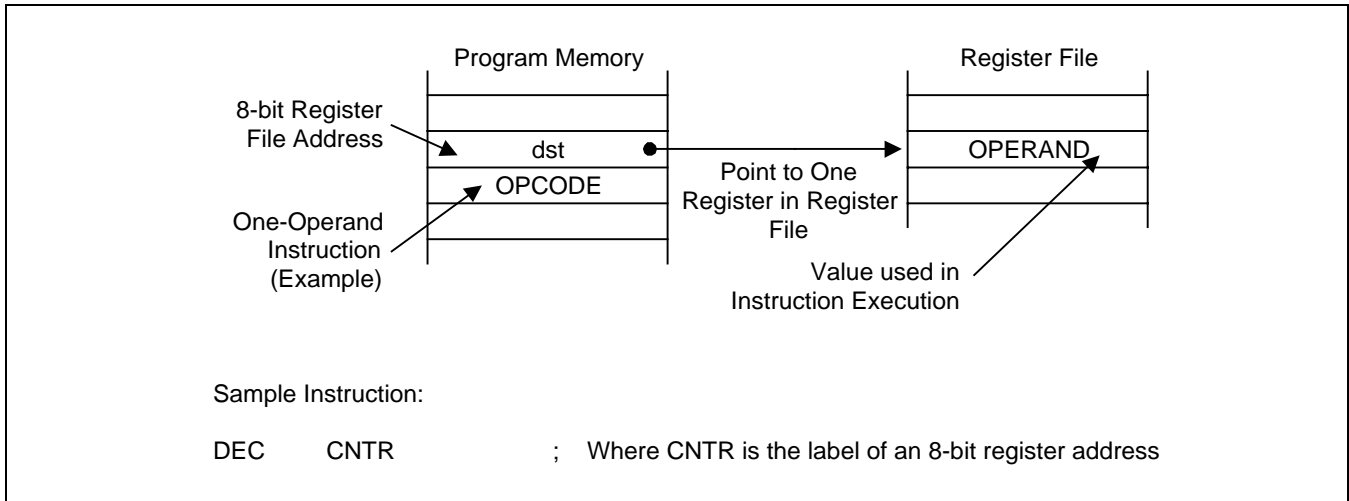 Program Memory
Register File
8-bit Register
File Address
dst
OPERAND
OPCODE
Point to One
Register in Register
File
One-Operand
Instruction
(Example)
Value used in
Instruction Execution
Sample Instruction:
DEC CNTR ; Where CNTR is the label of an 8-bit register address